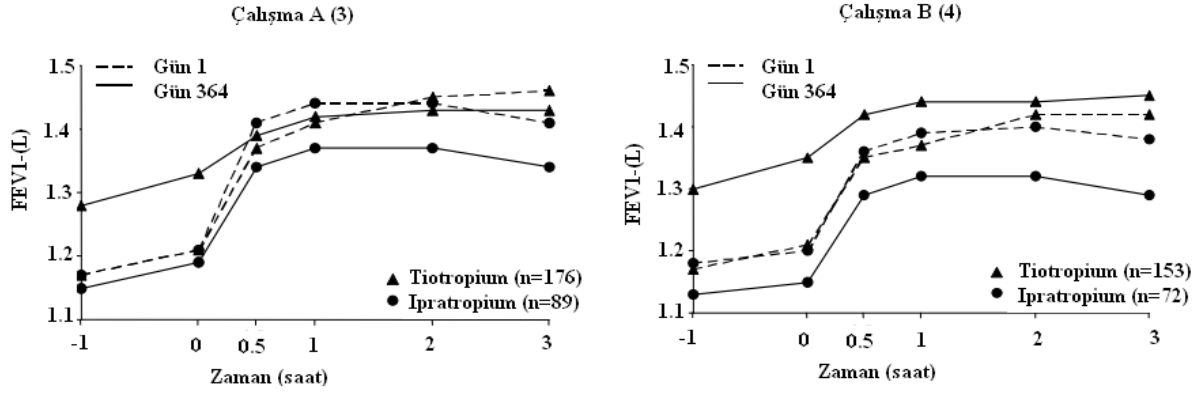 Çalışma A (3)
1.5
1.4
1.3
1.2
1.1
FEV1-(L)
Gün 1
Gün 364
Tiotropium (n=176)
Ipratropium (n=89)
-1
0
0.5
1
2
3
Zaman (saat)
Çalışma B (4)
1.5
1.4
1.3
1.2
1.1
FEV1-(L)
Gün 1
Gün 364
Tiotropium (n=153)
Ipratropium (n=72)
-1
0
0.5
1
2
3
Zaman (saat)